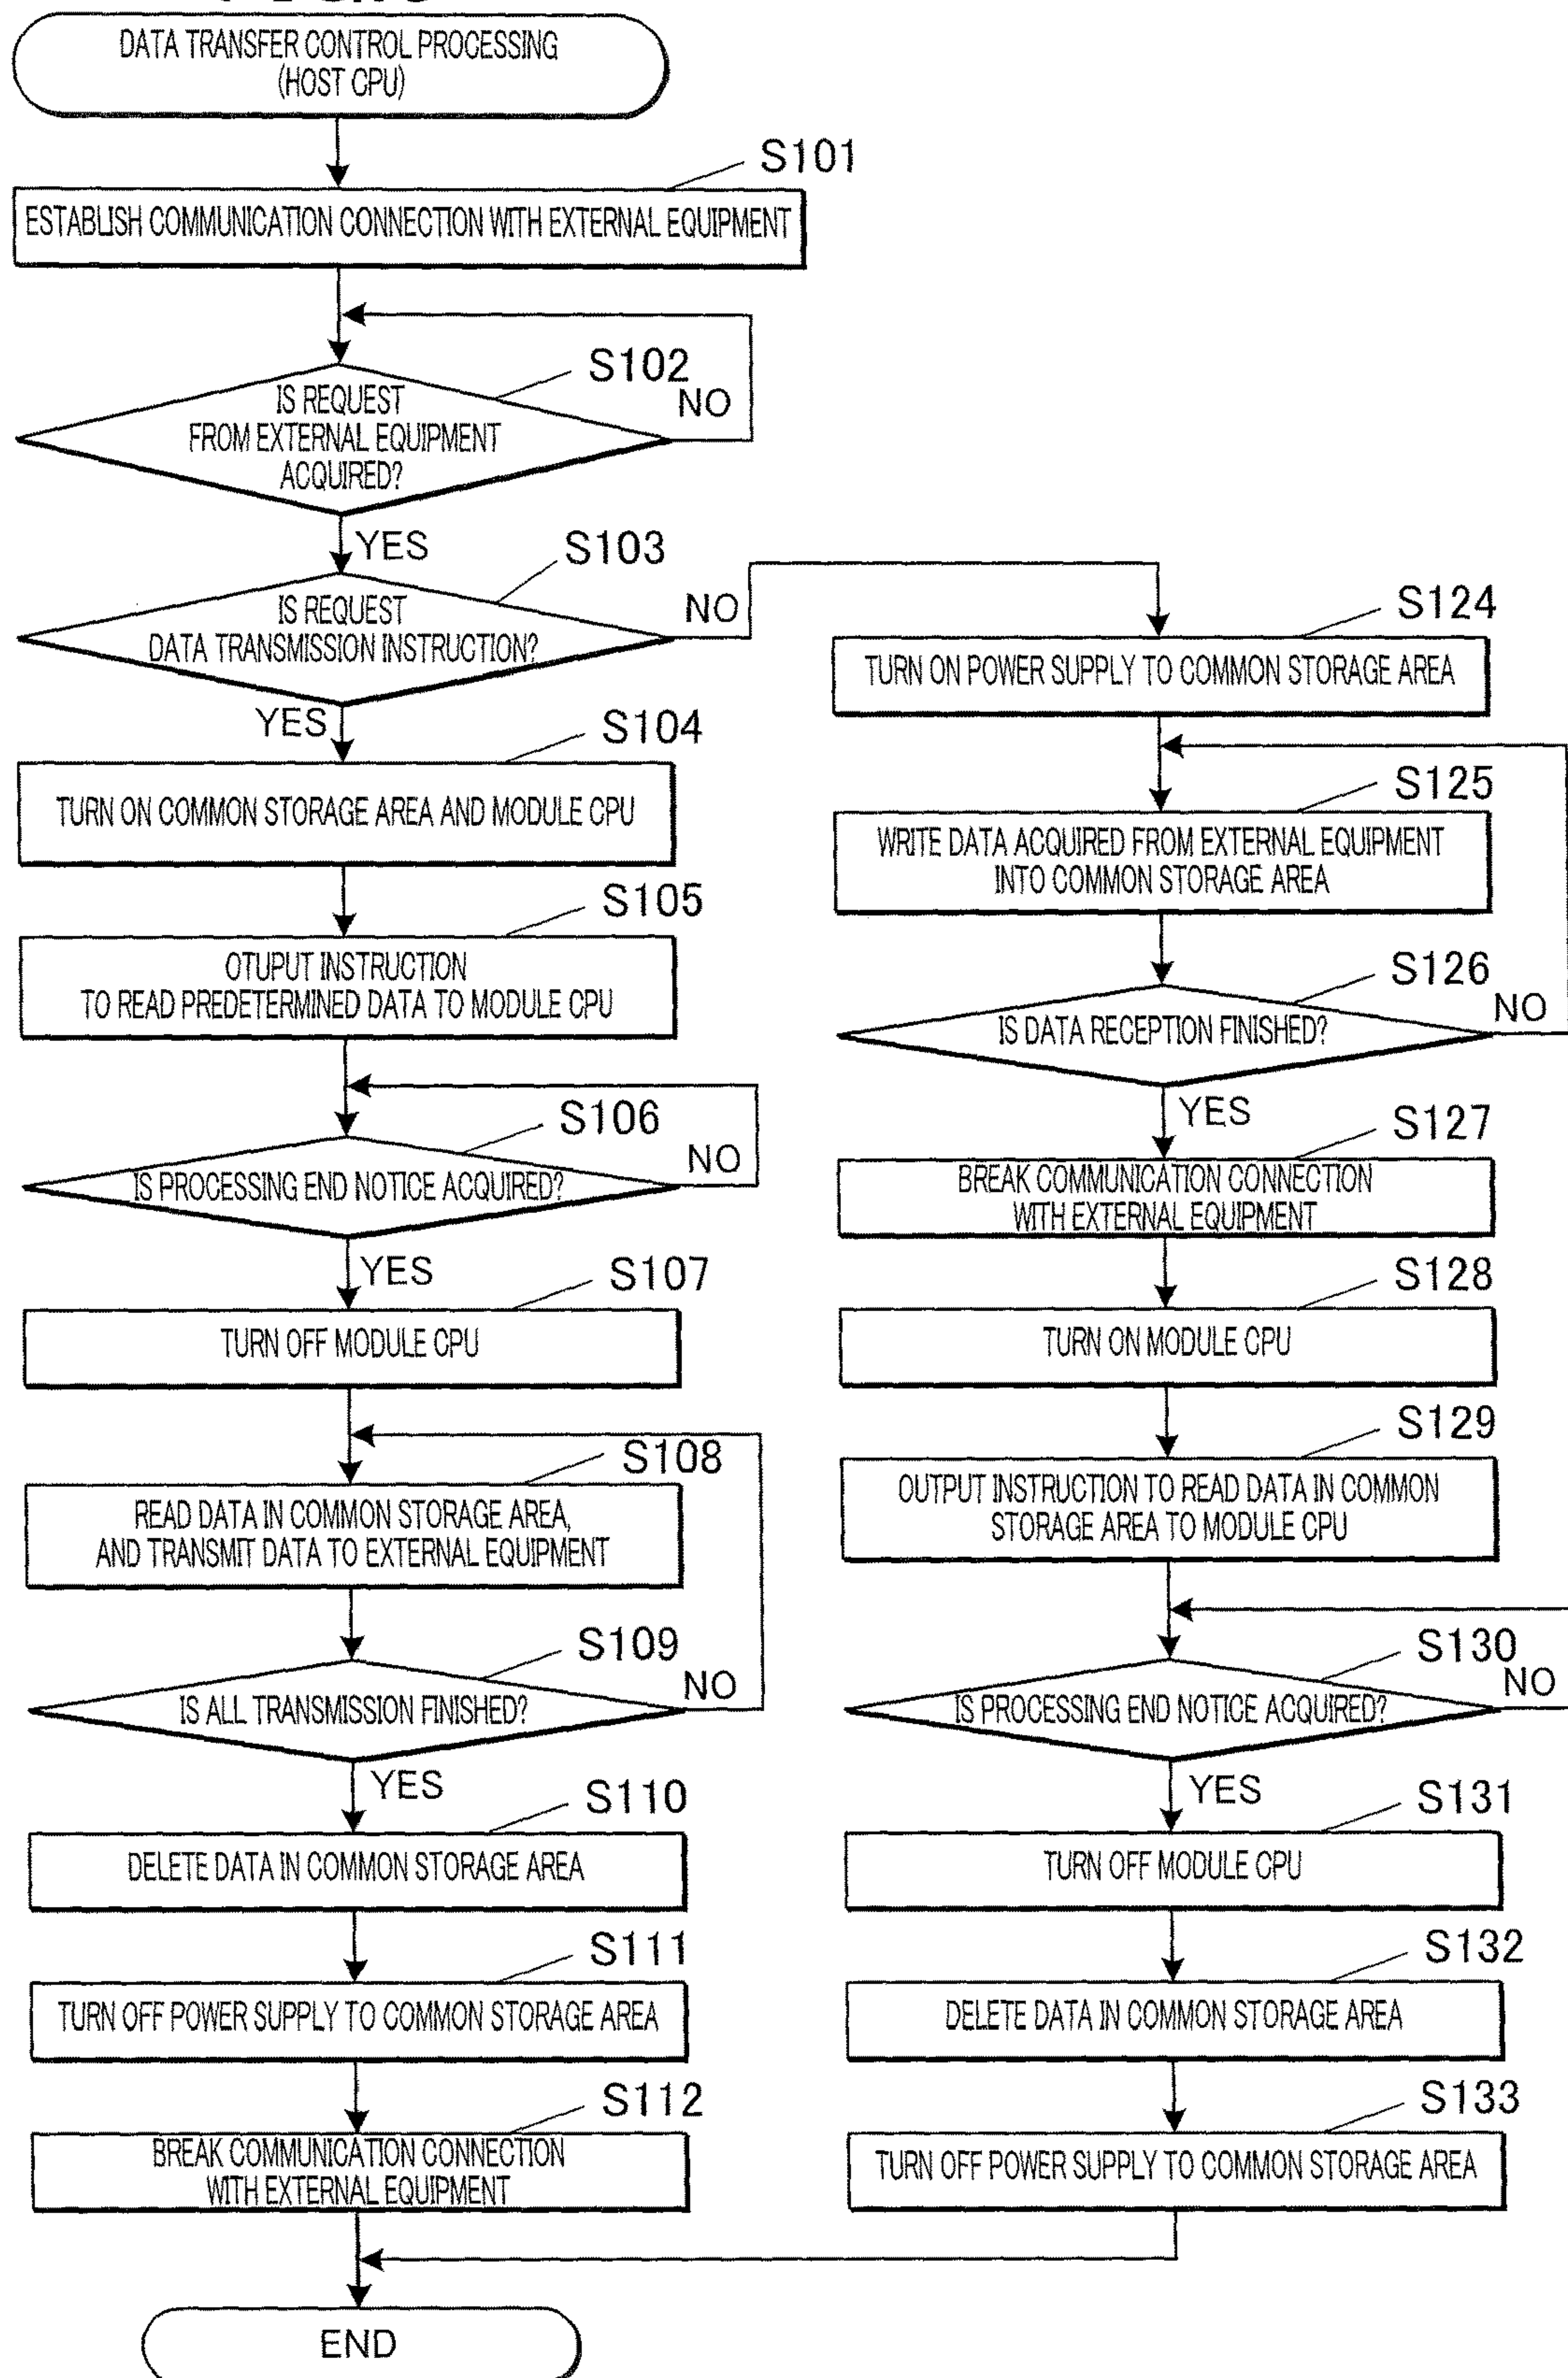 DATA TRANSFER CONTROL PROCESSING
(HOST CPU)
S101
ESTABLISH COMMUNICATION CONNECTION WITH EXTERNAL EQUIPMENT
S102
IS REQUEST
FROM EXTERNAL EQUIPMENT
ACQUIRED?
NO
YES
S103
IS REQUEST
DATA TRANSMISSION INSTRUCTION?
NO
YES
S104
TURN ON COMMON STORAGE AREA AND MODULE CPU
S105
OTUPUT INSTRUCTION
TO READ PREDETERMINED DATA TO MODULE CPU
S106
IS PROCESSING END NOTICE ACQUIRED?
NO
YES
S107
TURN OFF MODULE CPU
S108
READ DATA IN COMMON STORAGE AREA,
AND TRANSMIT DATA TO EXTERNAL EQUIPMENT
S109
IS ALL TRANSMISSION FINISHED?
NO
YES
S110
DELETE DATA IN COMMON STORAGE AREA
S111
TURN OFF POWER SUPPLY TO COMMON STORAGE AREA
S112
BREAK COMMUNICATION CONNECTION
WITH EXTERNAL EQUIPMENT
S124
TURN ON POWER SUPPLY TO COMMON STORAGE AREA
S125
WRITE DATA ACQUIRED FROM EXTERNAL EQUIPMENT
INTO COMMON STORAGE AREA
S126
IS DATA RECEPTION FINISHED?
NO
YES
S127
BREAK COMMUNICATION CONNECTION
WITH EXTERNAL EQUIPMENT
S128
TURN ON MODULE CPU
S129
OUTPUT INSTRUCTION TO READ DATA IN COMMON
STORAGE AREA TO MODULE CPU
S130
IS PROCESSING END NOTICE ACQUIRED?
NO
YES
S131
TURN OFF MODULE CPU
S132
DELETE DATA IN COMMON STORAGE AREA
S133
TURN OFF POWER SUPPLY TO COMMON STORAGE AREA
END